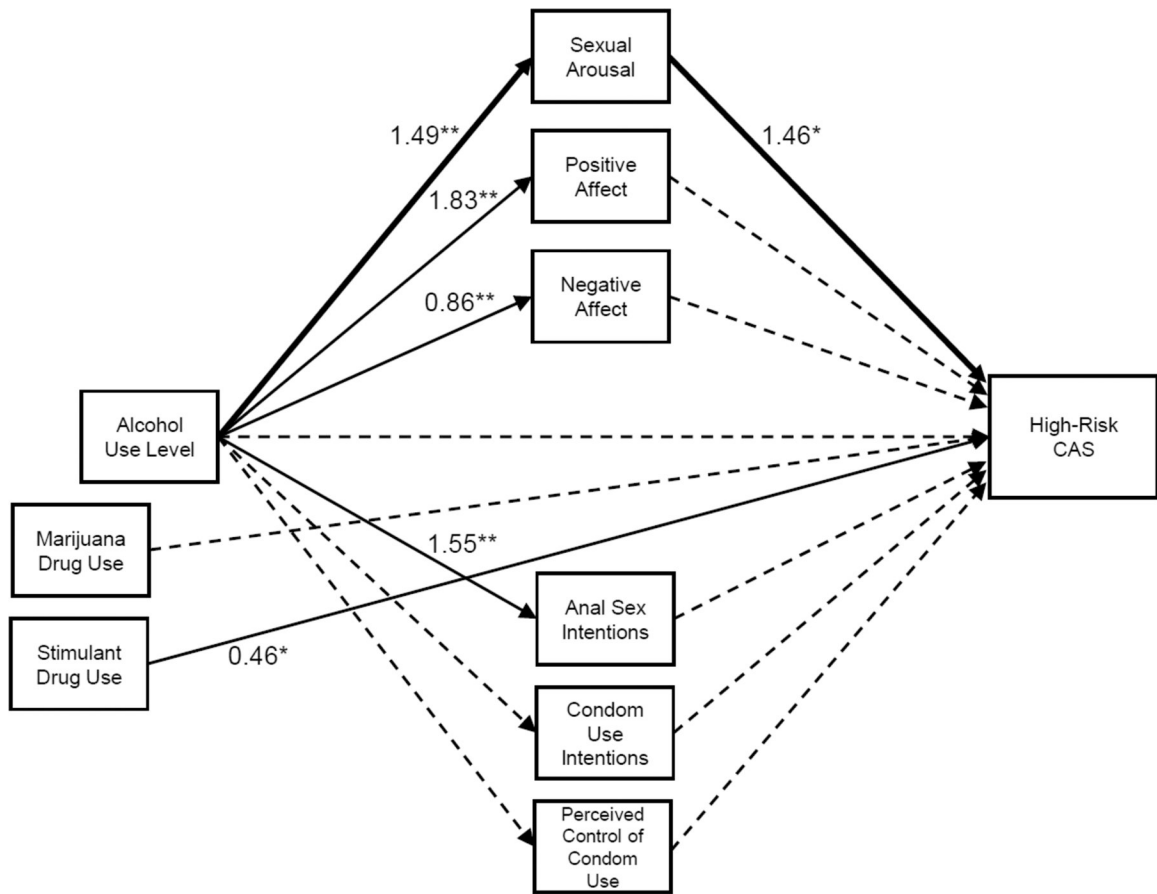 Sexual
Arousal
1.49**
1.46*
Positive
Affect
1.83**
Negative
Affect
0.86**
Alcohol
Use Level
High-Risk
CAS
Marijuana
Drug Use
1.55**
Anal Sex
Intentions
Stimulant
Drug Use
0.46*
Condom
Use
Intentions
Perceived
Control of
Condom
Use